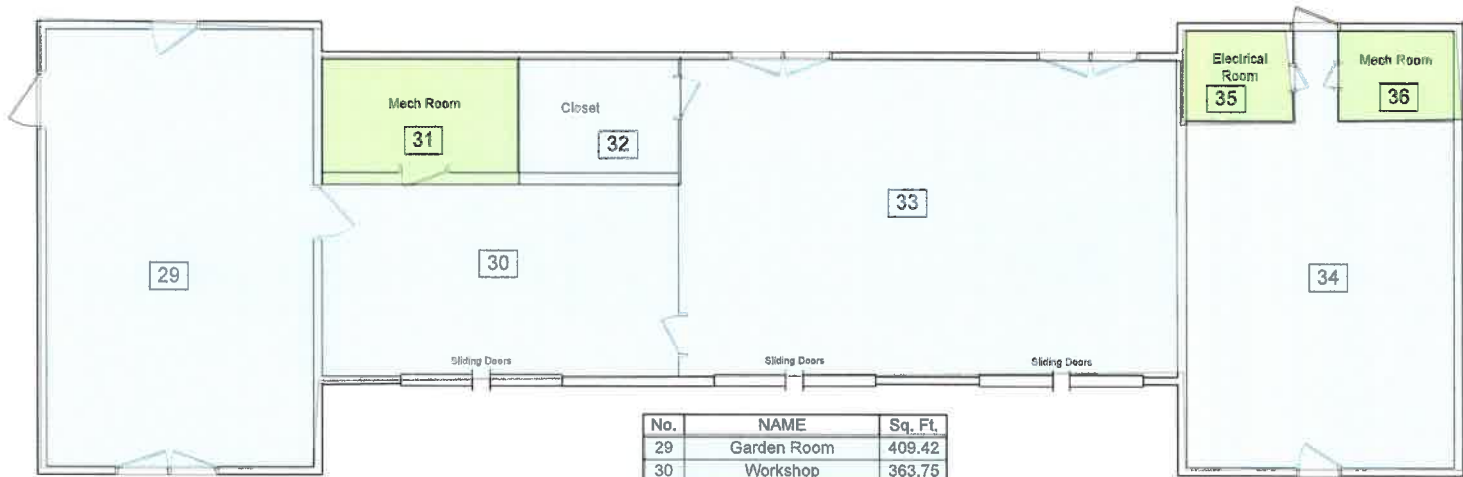 Electrical
Room
35
Mech Room
36
Mech Room
31
Closet
32
33
29
30
34
Sliding Doors
Sliding Doors
Sliding Doors
No. NAME Sq. Ft.
29 Garden Room 409.42
30 Workshop 363.75